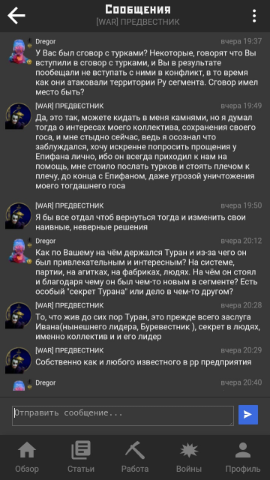 Сообщения
[WAR] ПРЕДВЕСТНИК
Dregor
вчера 19:37
У Вас был сговор с турками? Некоторые, говорят что Вы
вступили в сговор с турками, и Вы в результате
пообещали не вступать с ними в конфликт, в то время
как они атаковали территории Ру сегмента. Сговор имел
место быть?
[WAR] ПРЕДВЕСТНИК
вчера 19:49
Да, это так, можете кидать в меня камнями, но я думал
тогда о интересах моего коллектива, сохранения своего
госа, и мне стыдно сейчас, ведь я осознал что
заблуждался, хочу искренне попросить прощения у
Епифана лично, ибо он всегда приходил к нам на
помощь, мне стоило послать турков и стоять плечом к
плечу, до конца с Епифаном, даже угрозой уничтожения
моего тогдашнего госа
[WAR] ПРЕДВЕСТНИК
вчера 19:50
Я бы все отдал чтоб вернуться тогда и изменить свои
наивные, неверные решения
Dregor
вчера 20:12
Как по Вашему на чём держался Туран и из-за чего он
был привлекательным и интересным? На системе,
партии, на агитках, на фабриках, людях. На чём он стоял
и благодаря чему он был чем-то новым в сегменте? Есть
особый "секрет Турана" или дело в чем-то другом?
[WAR] ПРЕДВЕСТНИК
вчера 20:28
То, что жив до сих пор Туран, это прежде всего заслуга
Ивана(нынешнего лидера, Буревестник ), секрет в людях,
именно коллектив и и его лидер
[WAR] ПРЕДВЕСТНИК
вчера 20:29
Собственно как и любого известного в рр предприятия
Dregor
вчера 20:40
Отправить сообщение...
Обзор
Статьи
Работа
Войны
Профиль